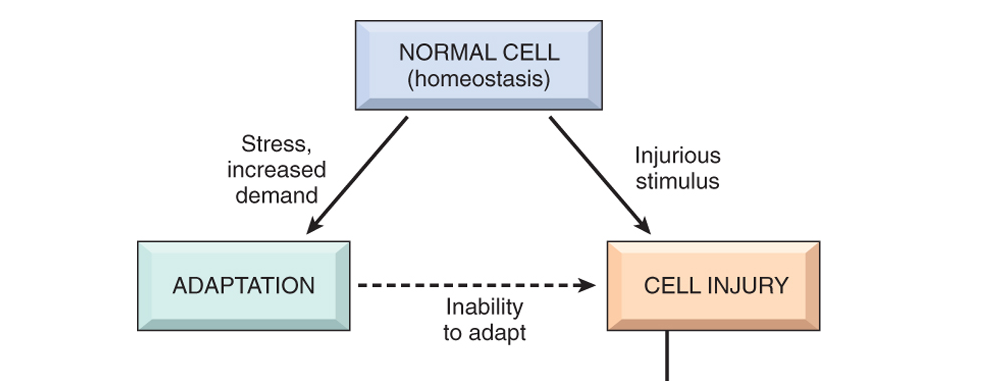 NORMAL CELL
(homeostasis)
Stress,
increased
demand
Injurious
stimulus
ADAPTATION
Inability
to adapt
CELL INJURY